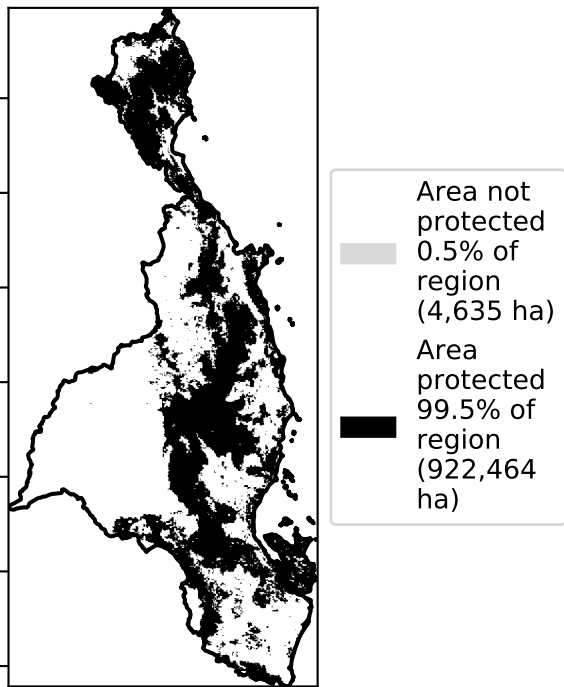 Area not
protected
0.5% of
region
(4,635 ha)
Area
protected
99.5% of
region
(922,464
ha)